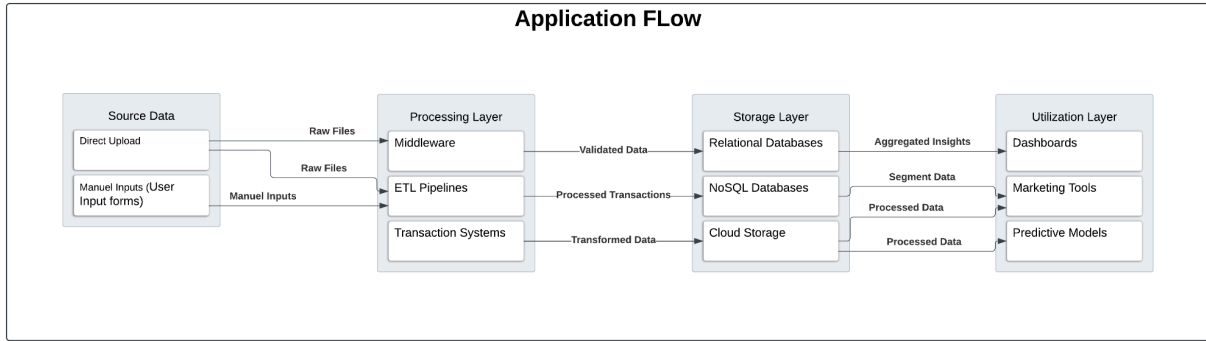 Application FLow
Source Data
Direct Upload
Manuel Inputs (User
Input forms)
Raw Files
Raw Files
Manuel Inputs
Processing Layer
Middleware
ETL Pipelines
Transaction Systems
Validated Data
Processed Transactions
Transformed Data
Storage Layer
Relational Databases
NoSQL Databases
Cloud Storage
Aggregated Insights
Segment Data
Processed Data
Processed Data
Utilization Layer
Dashboards
Marketing Tools
Predictive Models